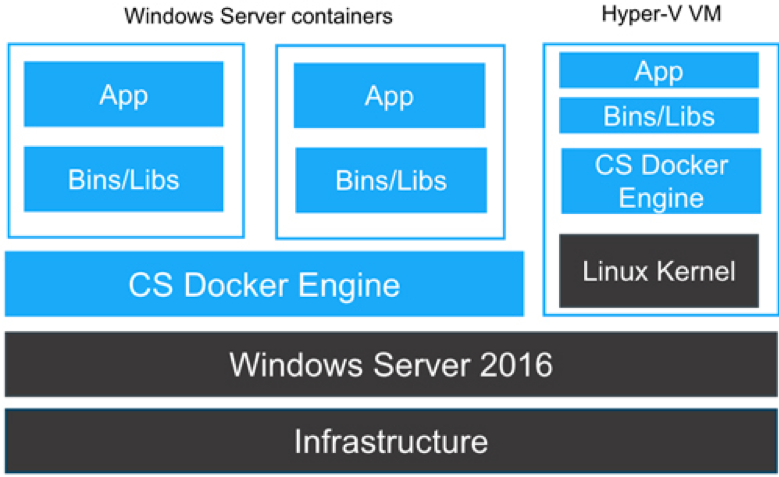 Windows Server containers
Hyper-V VM
App
Bins/Libs
App
Bins/Libs
App
Bins/Libs
CS Docker
Engine
Linux Kernel
CS Docker Engine
Windows Server 2016
Infrastructure